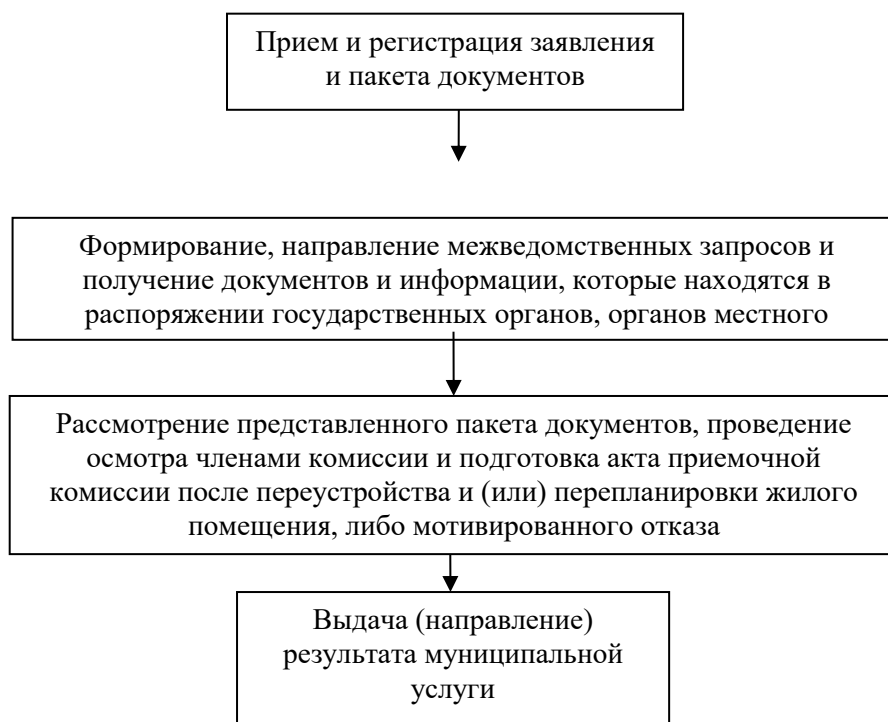 Прием и регистрация заявления
и пакета документов
Формирование, направление межведомственных запросов и
получение документов и информации, которые находятся в
распоряжении государственных органов, органов местного
Рассмотрение представленного пакета документов, проведение
осмотра членами комиссии и подготовка акта приемочной
комиссии после переустройства и (или) перепланировки жилого
помещения, либо мотивированного отказа
Выдача (направление)
результата муниципальной
услуги